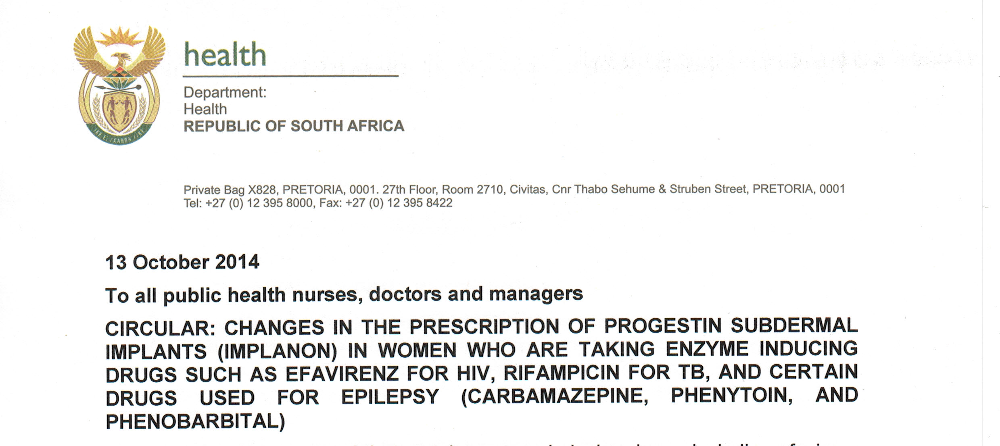 health
Department:
Health
REPUBLIC OF SOUTH AFRICA
Private Bag X828, PRETORIA, 0001. 27th Floor, Room 2710, Civitas, Cnr Thabo Sehume & Struben Street, PRETORIA, 0001
Tel: +27 (0) 12 395 8000, Fax: +27 (0) 12 395 8422
13 October 2014
To all public health nurses, doctors and managers
CIRCULAR: CHANGES IN THE PRESCRIPTION OF PROGESTIN SUBDERMAL
IMPLANTS (IMPLANON) IN WOMEN WHO ARE TAKING ENZYME INDUCING
DRUGS SUCH AS EFAVIRENZ FOR HIV, RIFAMPICIN FOR TB, AND CERTAIN
DRUGS USED FOR EPILEPSY (CARBAMAZEPINE, PHENYTOIN, AND
PHENOBARBITAL)